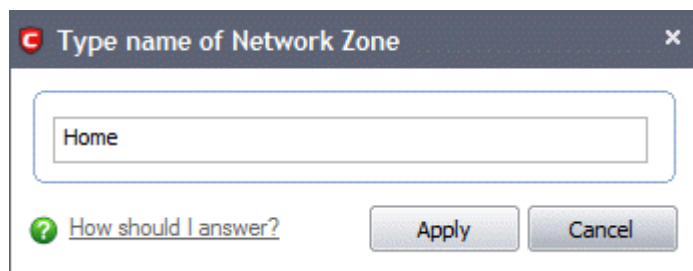 Type name of Network Zone
Home
How should I answer?
Apply
Cancel